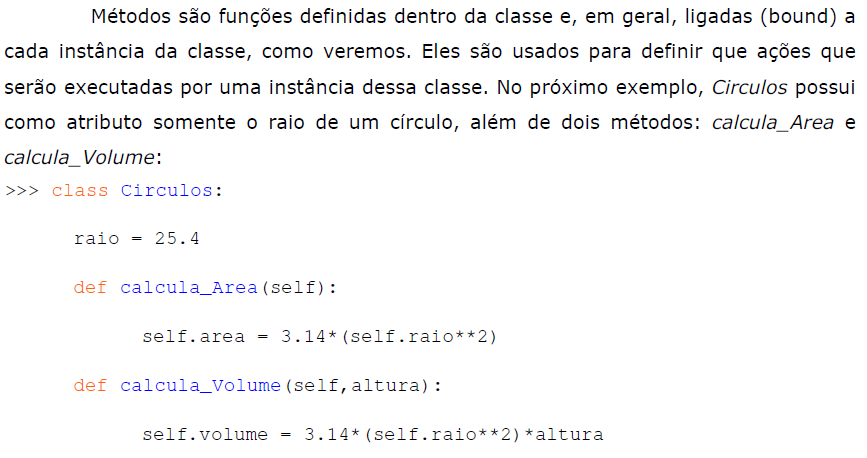 Métodos são funções definidas dentro da classe e, em geral, ligadas (bound) a
cada instância da classe, como veremos. Eles são usados para definir que ações que
serão executadas por uma instância dessa classe. No próximo exemplo, Circulos possui
como atributo somente o raio de um círculo, além de dois métodos: calcula_Area e
calcula_Volume:
>>> class Circulos:
raio = 25.4
def calcula_Area(self):
self.area = 3.14*(self.raio**2)
def calcula_Volume(self,altura):
self.volume = 3.14*(self.raio**2)*altura